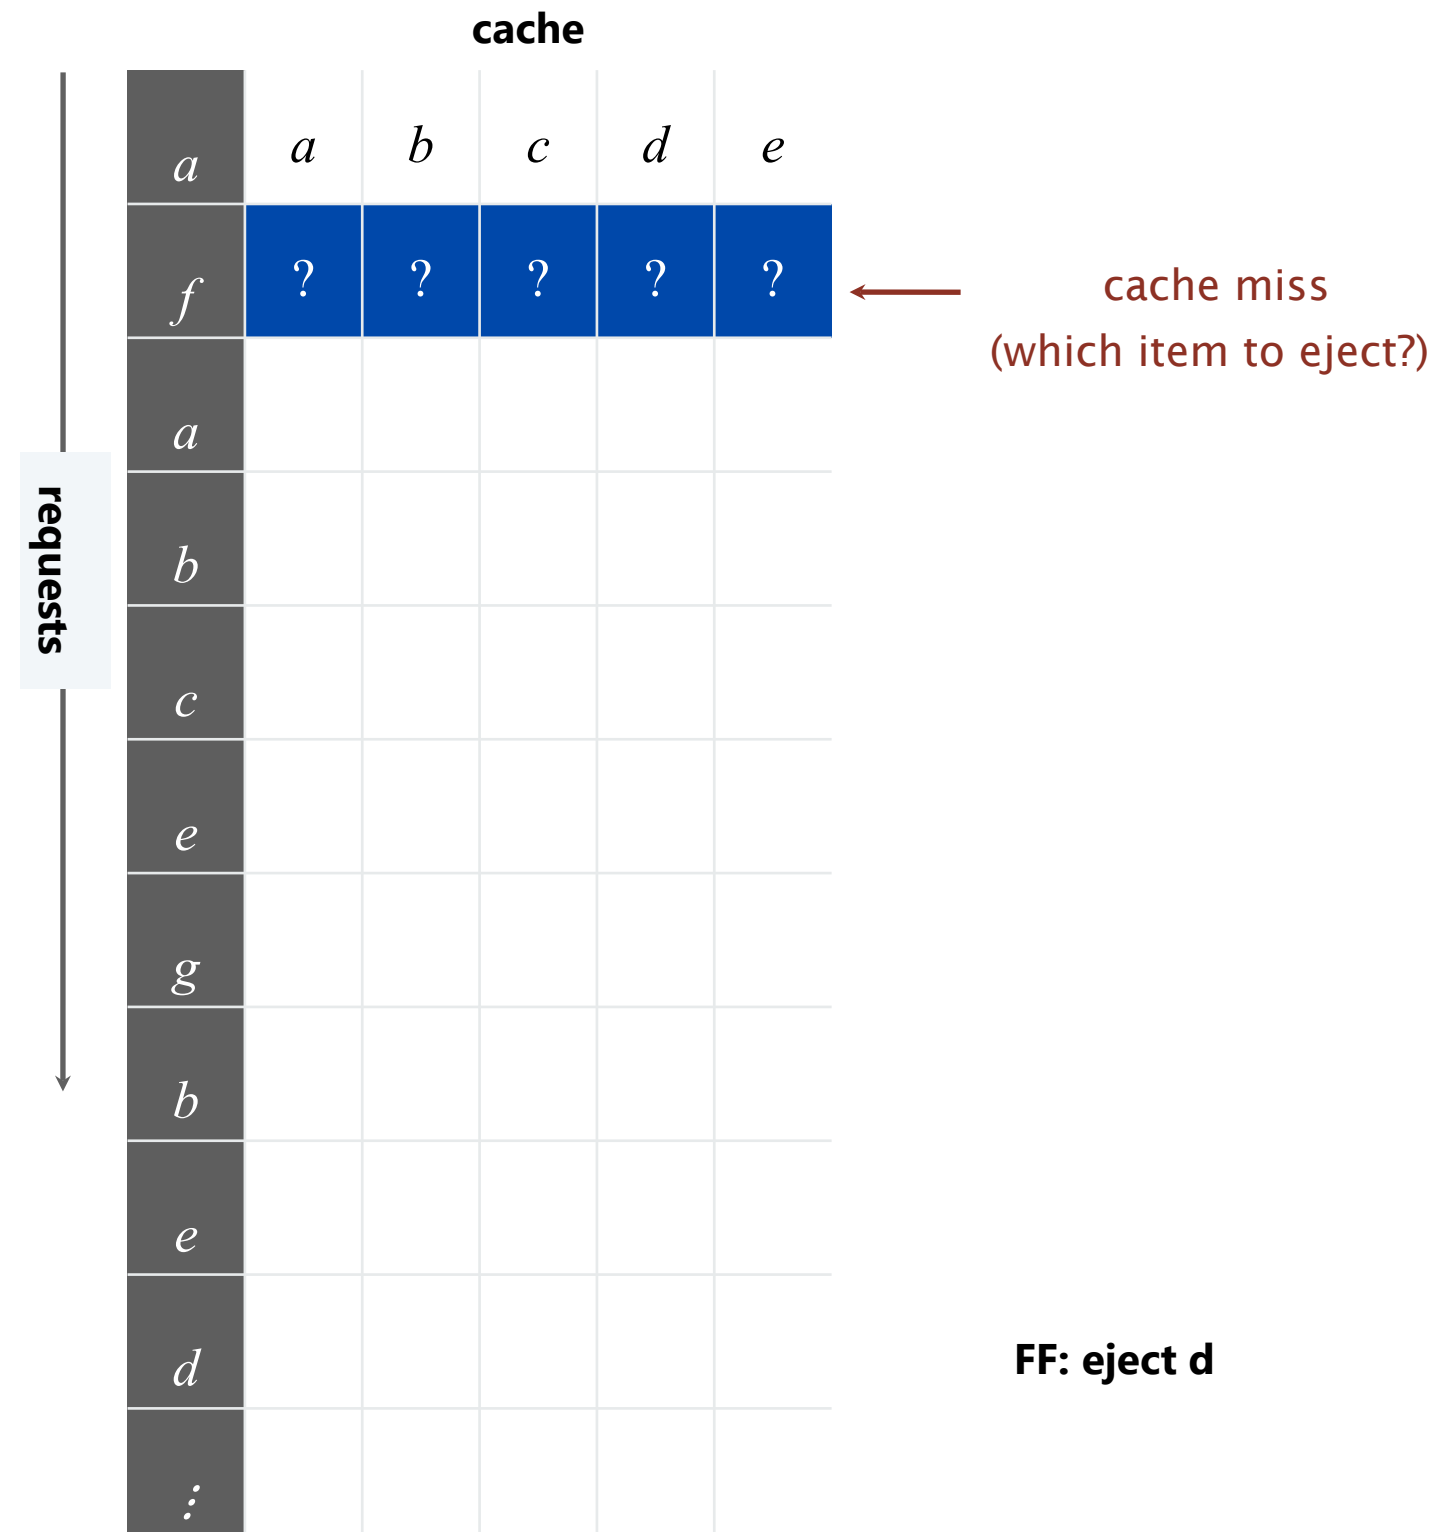 cache
a a b c d e
f ? ? ? ? ?
cache miss
(which item to eject?)
a
requests
b
c
e
g
b
e
d
FF: eject d
⋮